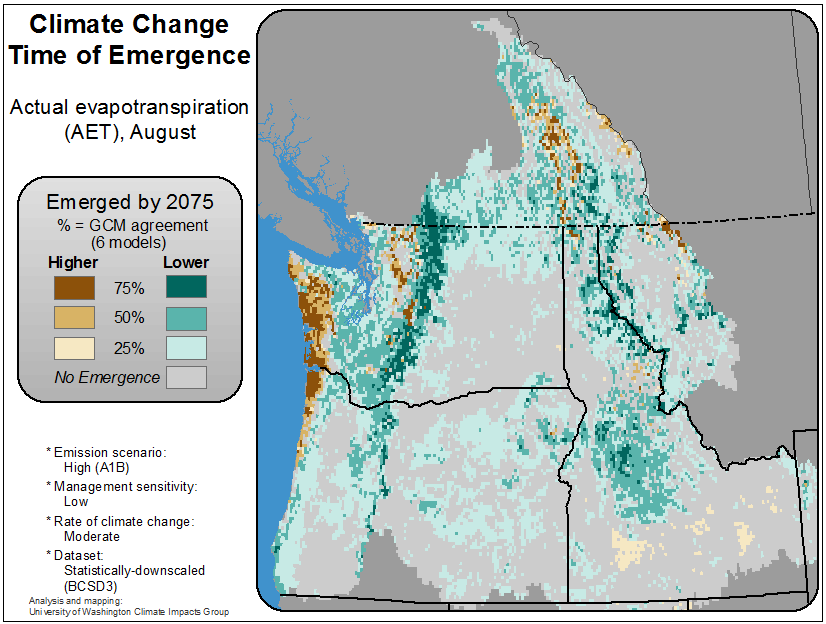 Climate Change
Time of Emergence
Actual evapotranspiration
(AET), August
Emerged by 2075
% = GCM agreement
(6 models)
Higher Lower
75%
50%
25%
No Emergence
* Emission scenario:
High (A1B)
* Management sensitivity:
Low
* Rate of climate change:
Moderate
* Dataset:
Statistically-downscaled
(BCSD3)
Analysis and mapping:
University of Washington Climate Impacts Group